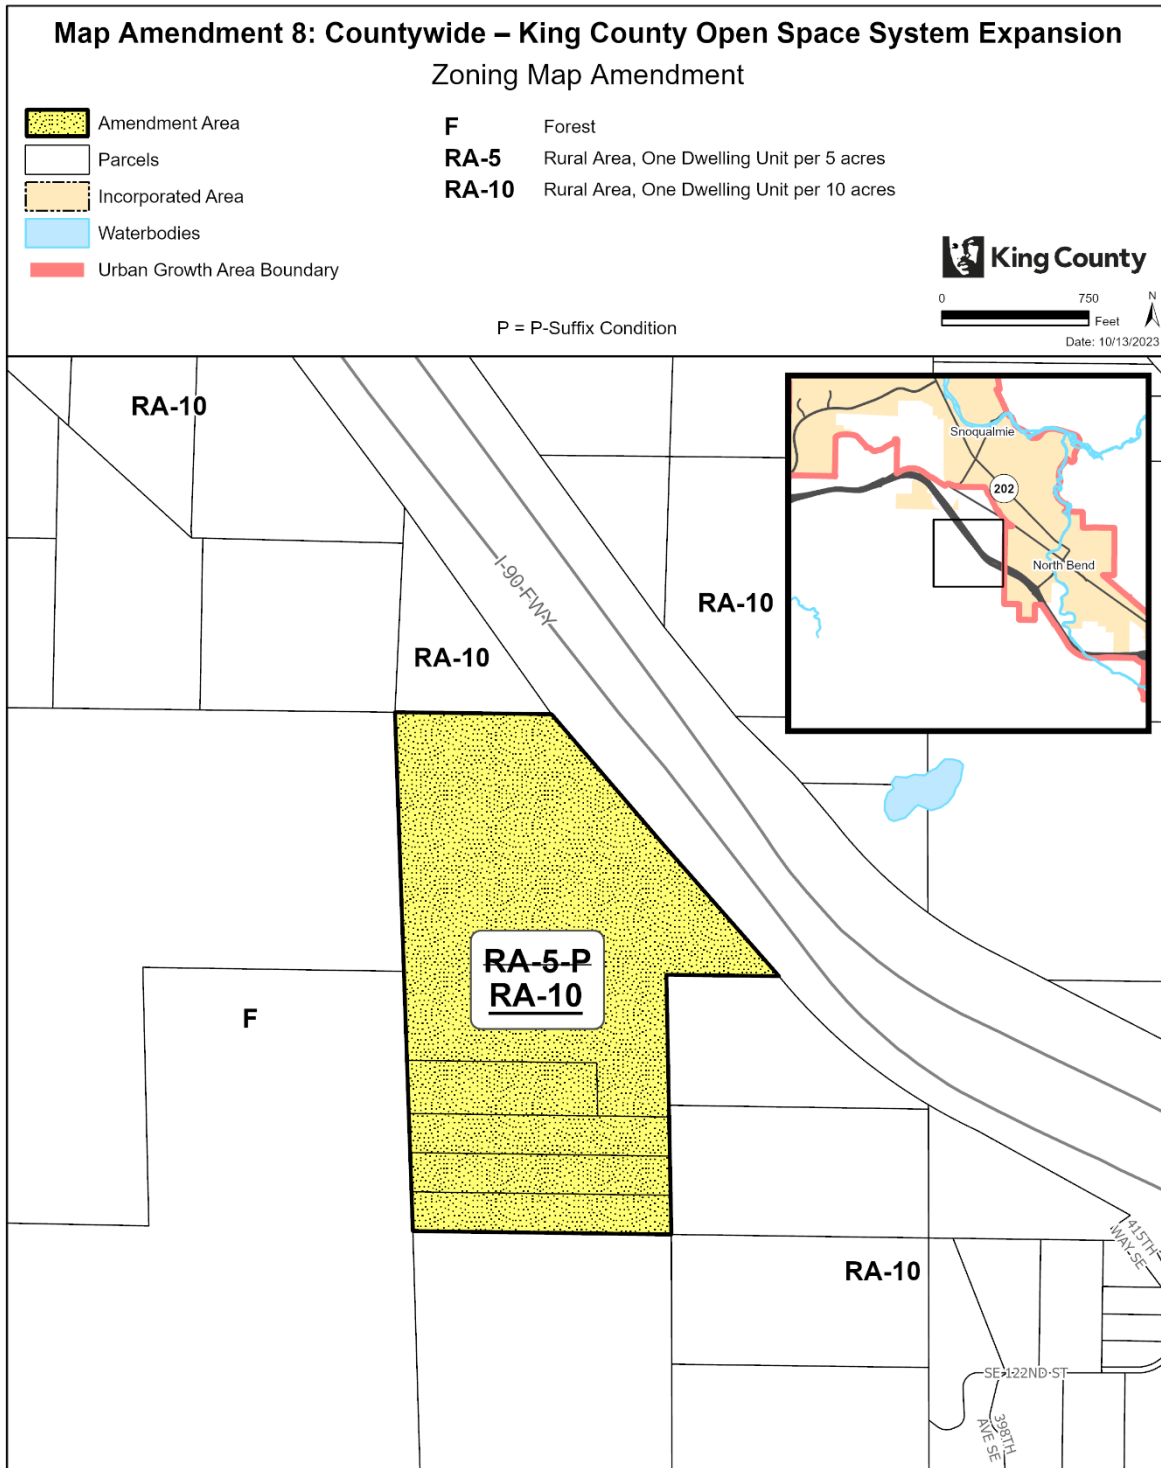 Map Amendment 8: Countywide – King County Open Space System Expansion
Zoning Map Amendment
Amendment Area
Parcels
Incorporated Area
Waterbodies
Urban Growth Area Boundary
F Forest
RA-5 Rural Area, One Dwelling Unit per 5 acres
RA-10 Rural Area, One Dwelling Unit per 10 acres
P = P-Suffix Condition
King County
0 750
Feet
N
Date: 10/13/2023
RA-10
Snoqualmie
202
North Bend
I-90-FWY
RA-10
RA-10
RA-5-P
RA-10
F
415TH
WAY-SE
RA-10
SE-122ND-ST
398TH
AVE SE